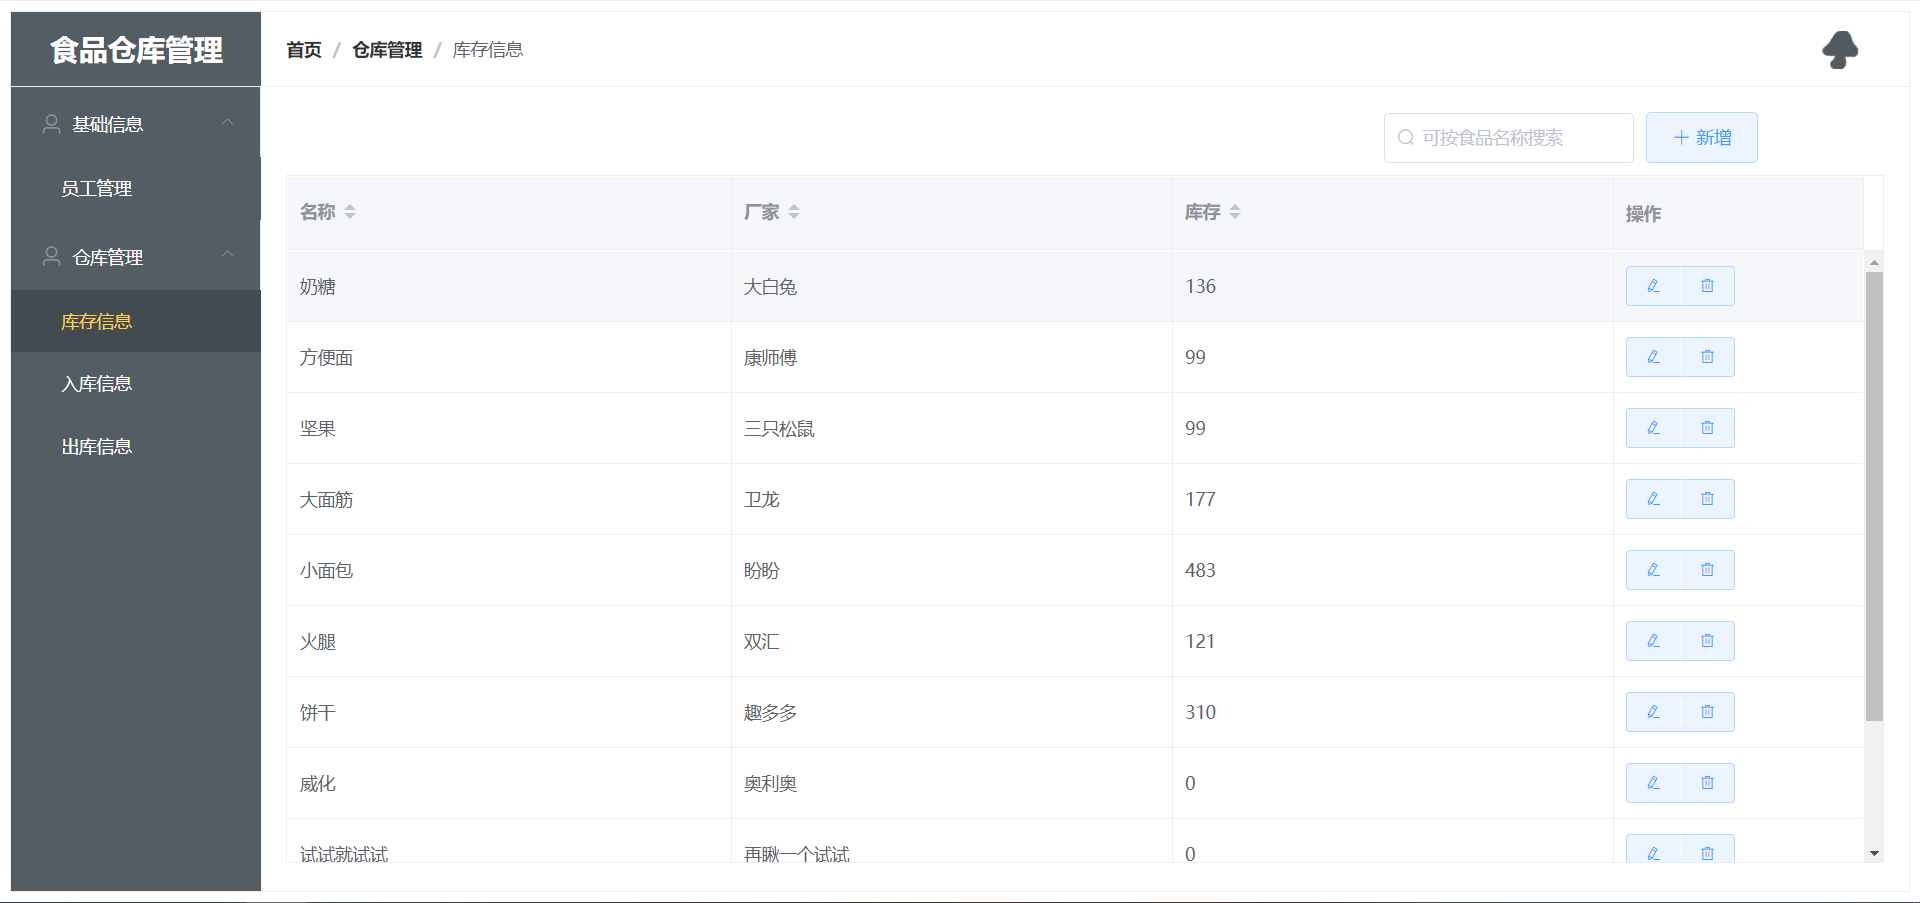 食品仓库管理
首页 / 仓库管理 / 库存信息
基础信息
员工管理
仓库管理
库存信息
入库信息
出库信息
可按食品名称搜索
新增
名称 厂家 库存 操作
奶糖 大白兔 136
方便面 康师傅 99
坚果 三只松鼠 99
大面筋 卫龙 177
小面包 盼盼 483
火腿 双汇 121
饼干 趣多多 310
威化 奥利奥 0
试试就试试 再瞅一个试试 0